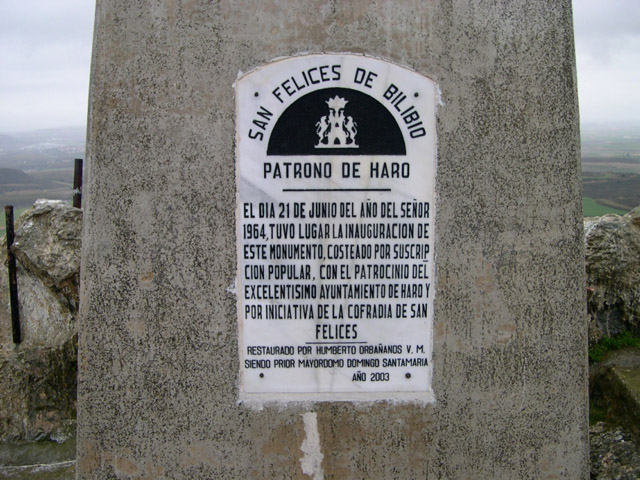 SAN FELICES DE BILIBIO
PATRONO DE HARO
EL DIA 21 DE JUNIO DEL AÑO DEL SEÑOR
1964, TUVO LUGAR LA INAUGURACION DE
ESTE MONUMENTO, COSTEADO POR SUSCRIP
CION POPULAR, CON EL PATROCINIO DEL
EXCELENTISIMO AYUNTAMIENTO DE HARO Y
POR INICIATIVA DE LA COFRADIA DE SAN
FELICES
RESTAURADO POR HUMBERTO ORBAÑANOS V. M.
SIENDO PRIOR MAYORDOMO DOMINGO SANTAMARIA
AÑO 2003